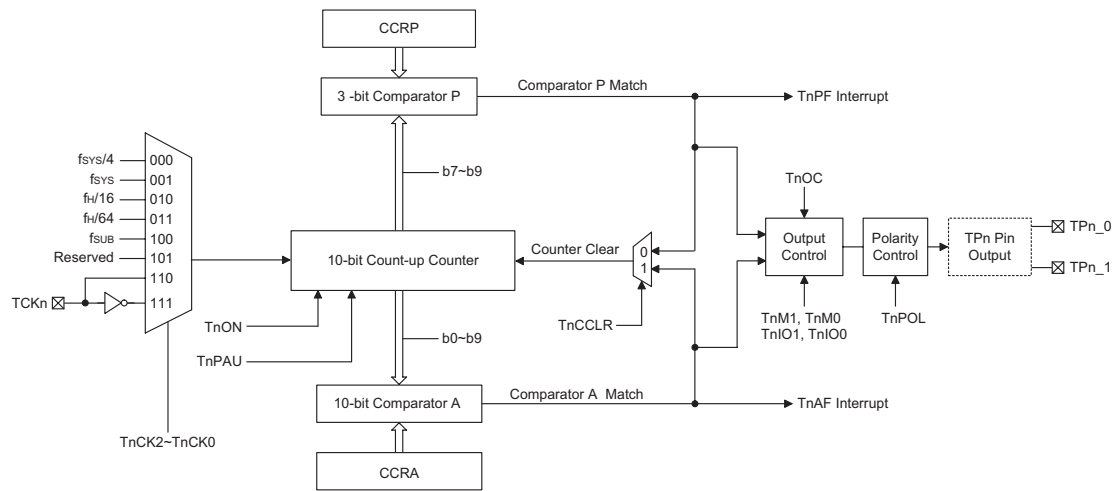 CCRP
3 -bit Comparator P
Comparator P Match
TnPF Interrupt
b7~b9
fSYS/4 000
fSYS 001
fH/16 010
fH/64 011
fSUB 100
Reserved 101
110
TCKn 111
TnCK2~TnCK0
10-bit Count-up Counter
Counter Clear
0
1
TnCCLR
TnON
TnPAU
b0~b9
TnOC
Output
Control
TnM1, TnM0
TnIO1, TnIO0
Polarity
Control
TnPOL
TPn Pin
Output
TPn_0
TPn_1
10-bit Comparator A
Comparator A Match
TnAF Interrupt
CCRA